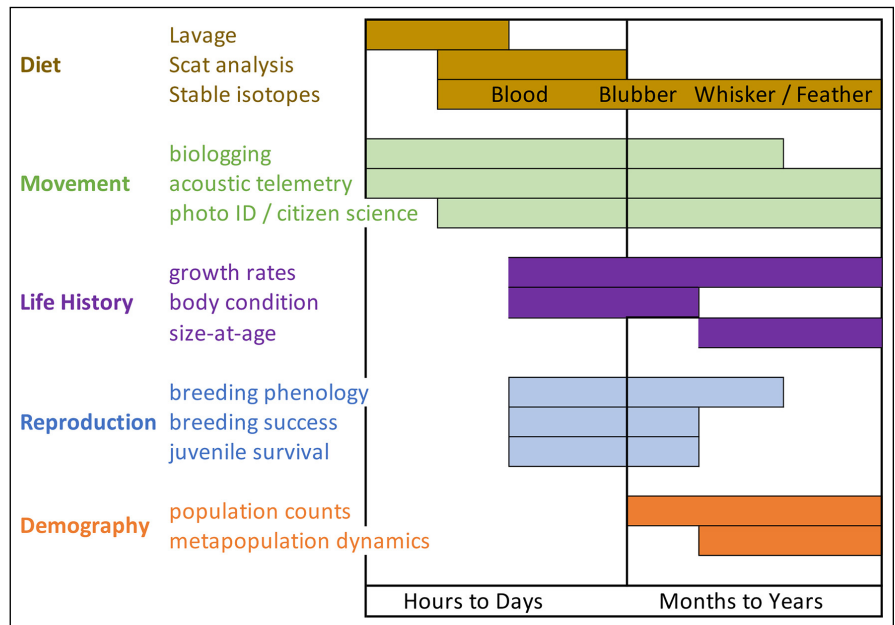 Lavage
Diet Scat analysis
Stable isotopes Blood Blubber Whisker / Feather
biologging
Movement acoustic telemetry
photo ID / citizen science
growth rates
Life History body condition
size-at-age
breeding phenology
Reproduction breeding success
juvenile survival
population counts
Demography
metapopulation dynamics
Hours to Days Months to Years